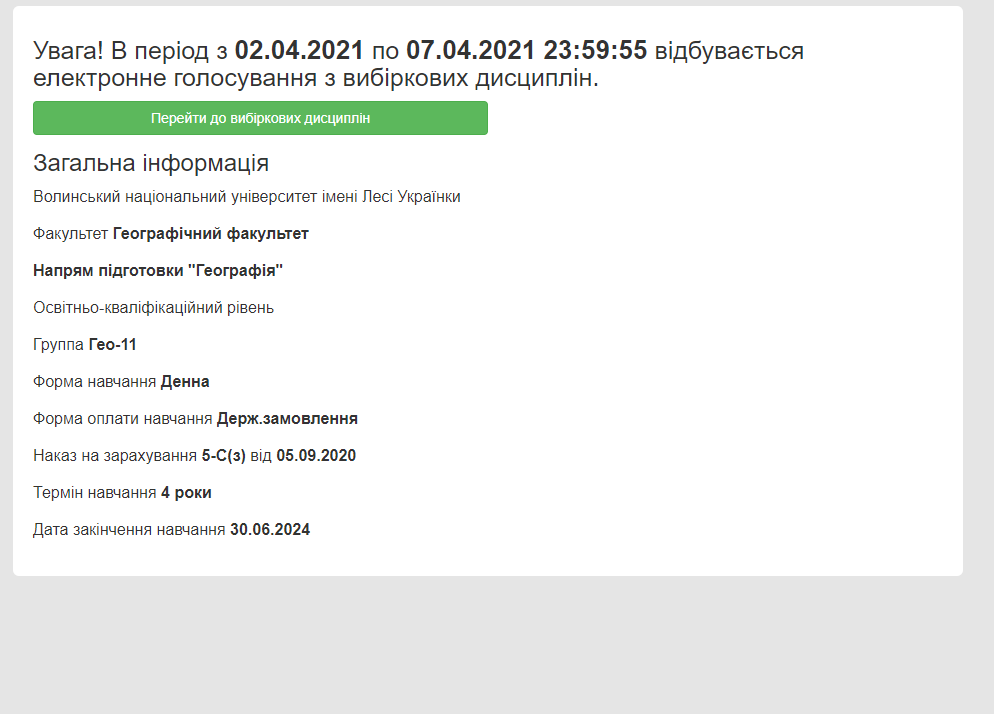 Увага! В період з 02.04.2021 по 07.04.2021 23:59:55 відбувається
електронне голосування з вибіркових дисциплін.
Перейти до вибіркових дисциплін
Загальна інформація
Волинський національний університет імені Лесі Українки
Факультет Географічний факультет
Напрям підготовки "Географія"
Освітньо-кваліфікаційний рівень
Группа Гео-11
Форма навчання Денна
Форма оплати навчання Держ.замовлення
Наказ на зарахування 5-С(з) від 05.09.2020
Термін навчання 4 роки
Дата закінчення навчання 30.06.2024